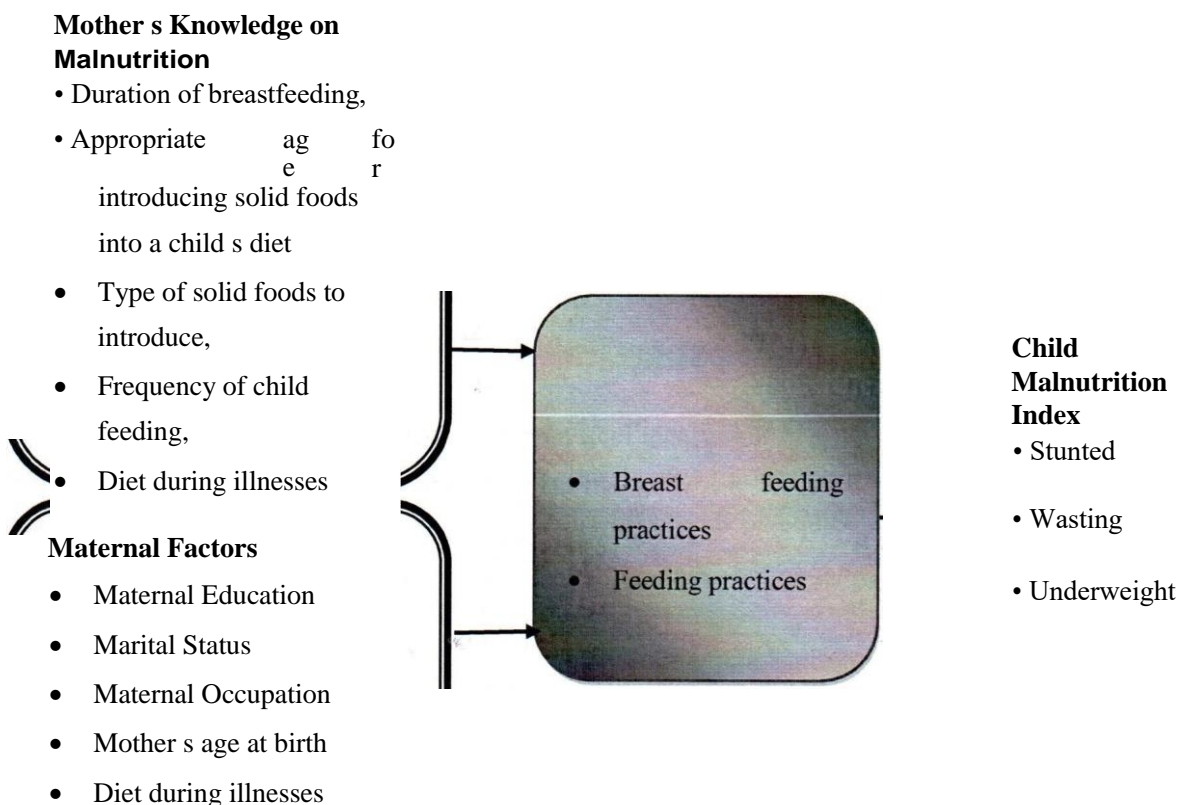 Mother s Knowledge on
Malnutrition
• Duration of breastfeeding,
• Appropriate age for
introducing solid foods
into a child s diet
• Type of solid foods to
introduce,
• Frequency of child
feeding,
• Diet during illnesses
Maternal Factors
• Maternal Education
• Marital Status
• Maternal Occupation
• Mother s age at birth
• Diet during illnesses
• Breast feeding
practices
• Feeding practices
Child
Malnutrition
Index
• Stunted
• Wasting
• Underweight